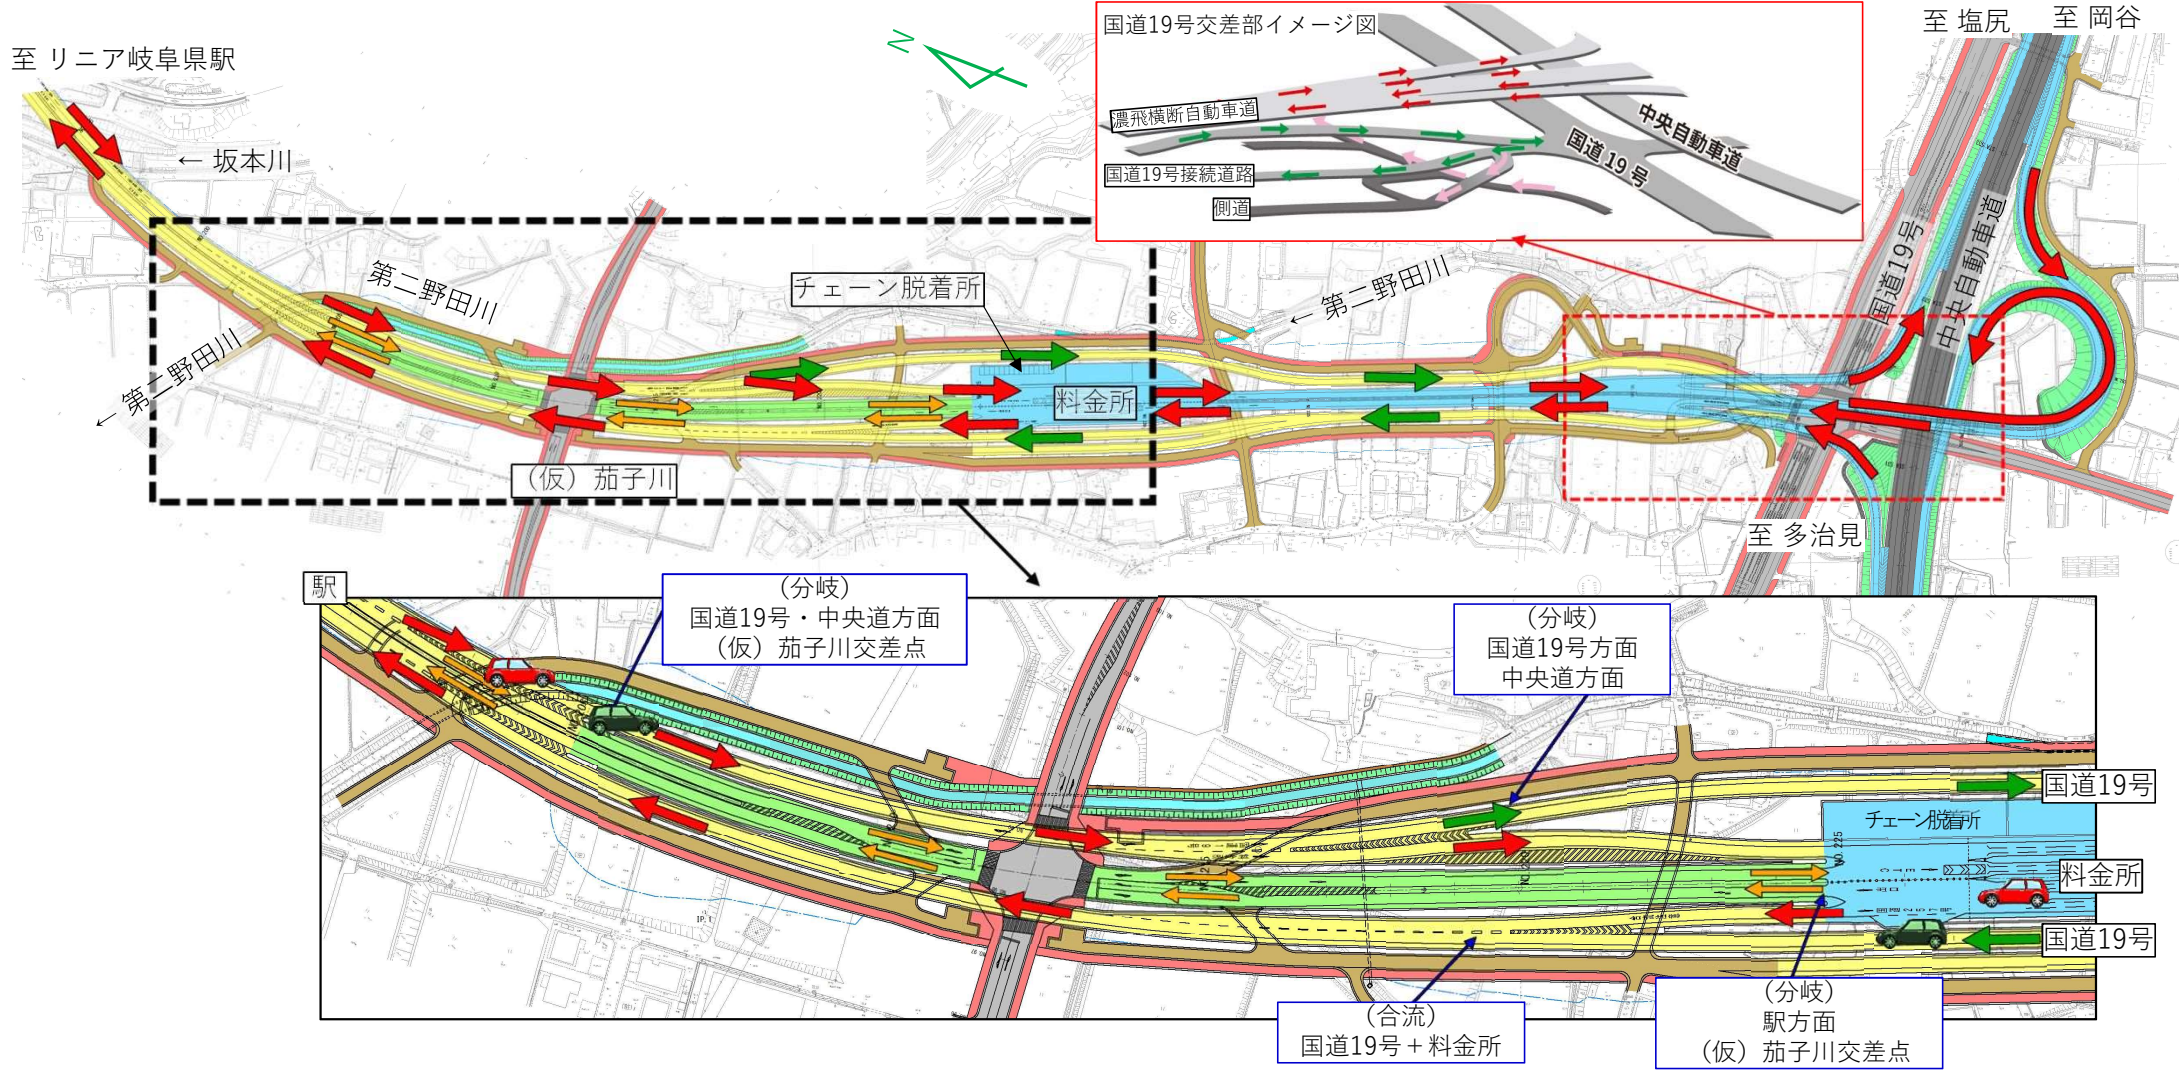 至 リニア岐阜県駅
← 坂本川
第二野田川
← 第二野田川
チェーン脱着所
料金所
(仮)茄子川
← 第二野田川
国道19号交差部イメージ図
濃飛横断自動車道
国道19号接続道路
側道
国道19号
中央自動車道
至 塩尻
至 岡谷
国道19号
中央自動車道
至 多治見
N
駅
(分岐)
国道19号・中央道方面
(仮)茄子川交差点
(分岐)
国道19号方面
中央道方面
国道19号
チェーン脱着所
料金所
国道19号
(合流)
国道19号+料金所
(分岐)
駅方面
(仮)茄子川交差点
NO.225